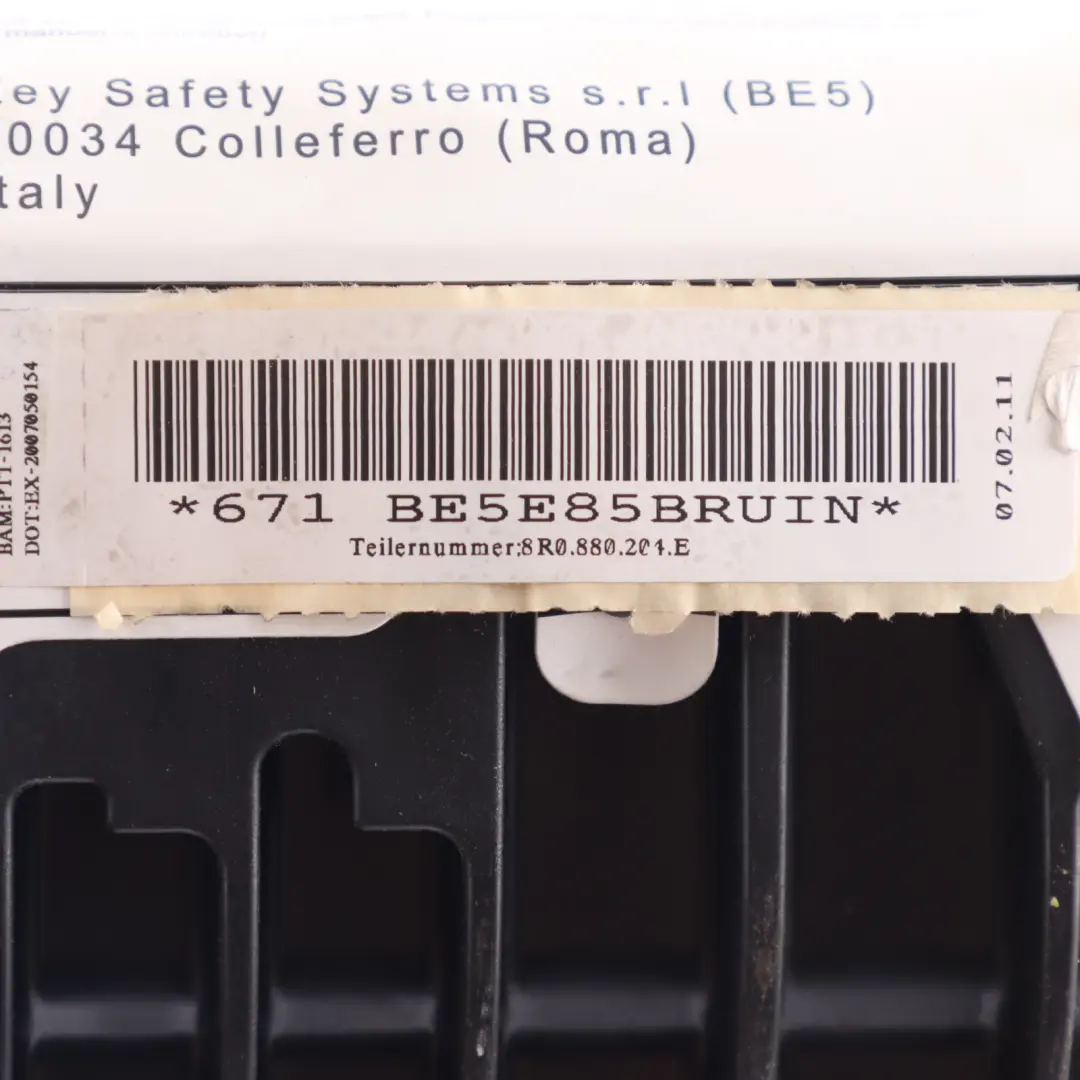 ey Safety Systems s.r.l (BE5)
0034 Colleferro (Roma)
taly
BAM:PT1-1613
DOT:EX-2007050154
*671 BE5E85BRUIN*
Teilernummer:8R0.880.204.E
07.02.11